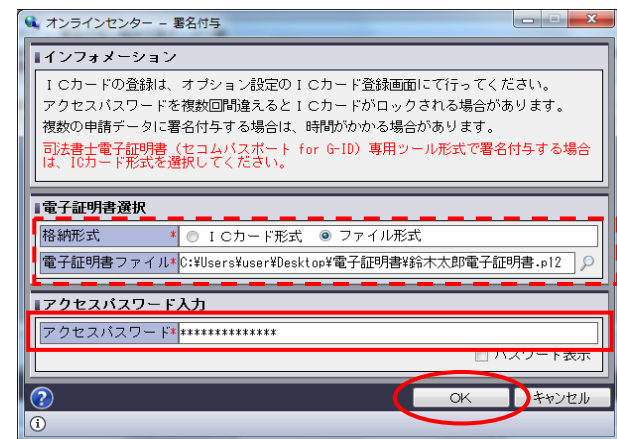 オンラインセンター － 署名付与
インフォメーション
ＩＣカードの登録は、オプション設定のＩＣカード登録画面にて行ってください。
アクセスパスワードを複数回間違えるとＩＣカードがロックされる場合があります。
複数の申請データに署名付与する場合は、時間がかかる場合があります。
司法書士電子証明書（セコムパスポート for G-ID）専用ツール形式で署名付与する場合
は、ICカード形式を選択してください。
電子証明書選択
格納形式 * ＩＣカード形式 ファイル形式
電子証明書ファイル* C:¥Users¥user¥Desktop¥電子証明書¥鈴木太郎電子証明書.p12
アクセスパスワード入力
アクセスパスワード* **************
パスワード表示
OK キャンセル